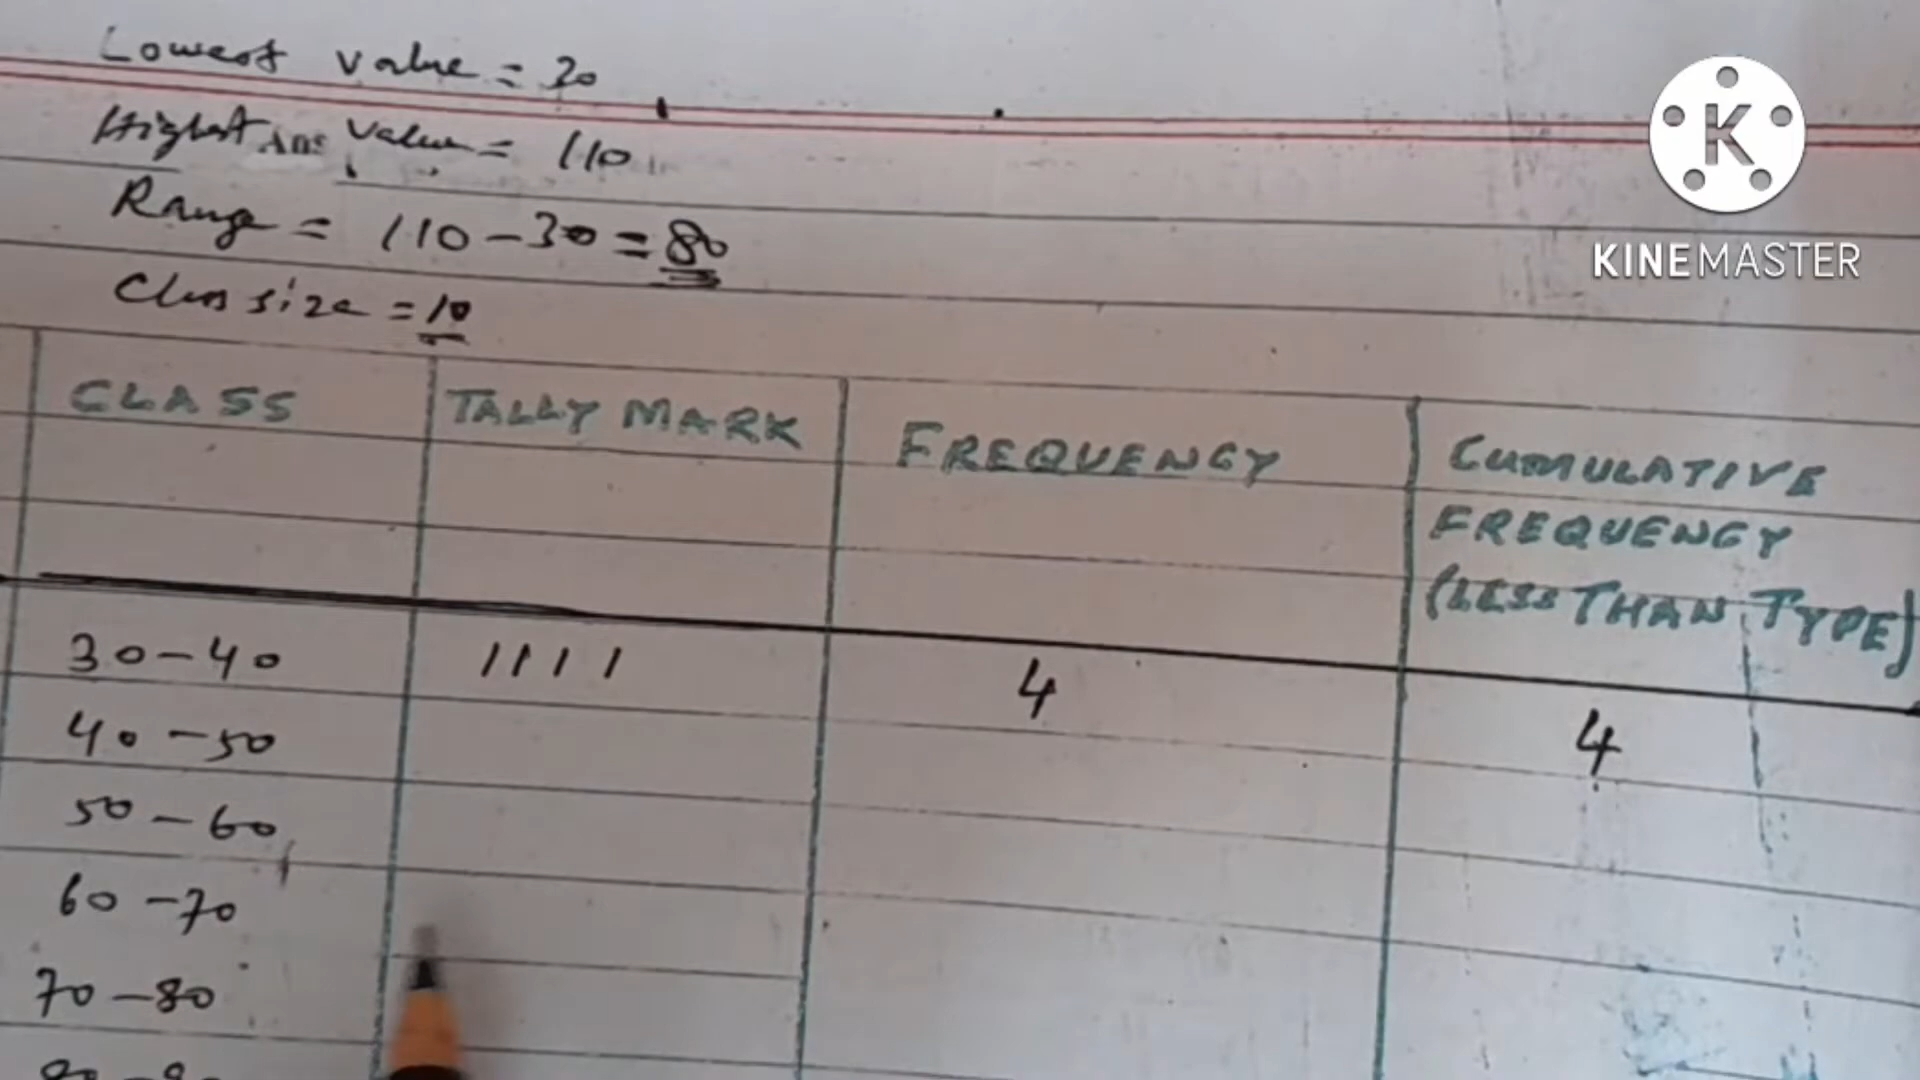 Lowest value = 30
Highest value = 110
Ans
Range = 110 - 30 = 80
Class size = 10
CLASS TALLY MARK FREQUENCY CUMULATIVE
FREQUENCY
(LESS THAN TYPE)
30-40 |||| 4 4
40-50
50-60
60-70
70-80
K
KINEMASTER